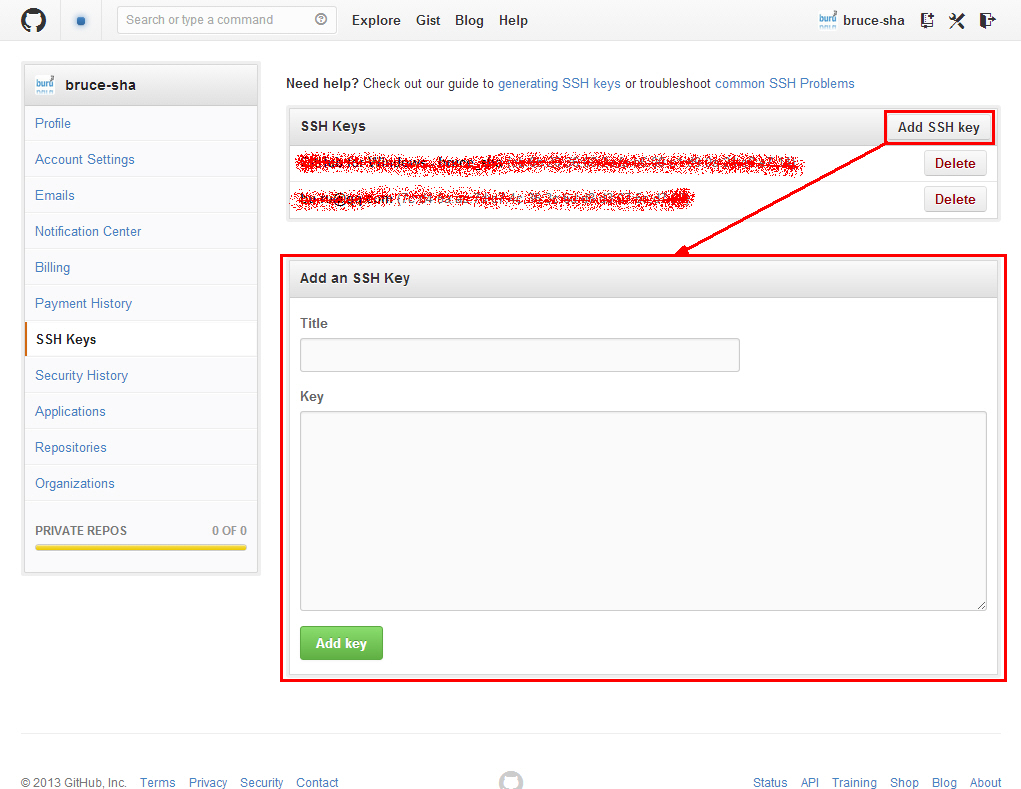 Search or type a command
Explore Gist Blog Help
bruce-sha
bruce-sha
Profile
Account Settings
Emails
Notification Center
Billing
Payment History
SSH Keys
Security History
Applications
Repositories
Organizations
PRIVATE REPOS 0 OF 0
Need help? Check out our guide to generating SSH keys or troubleshoot common SSH Problems
SSH Keys Add SSH key
Delete
Delete
Add an SSH Key
Title
Key
Add key
© 2013 GitHub, Inc. Terms Privacy Security Contact
Status API Training Shop Blog About